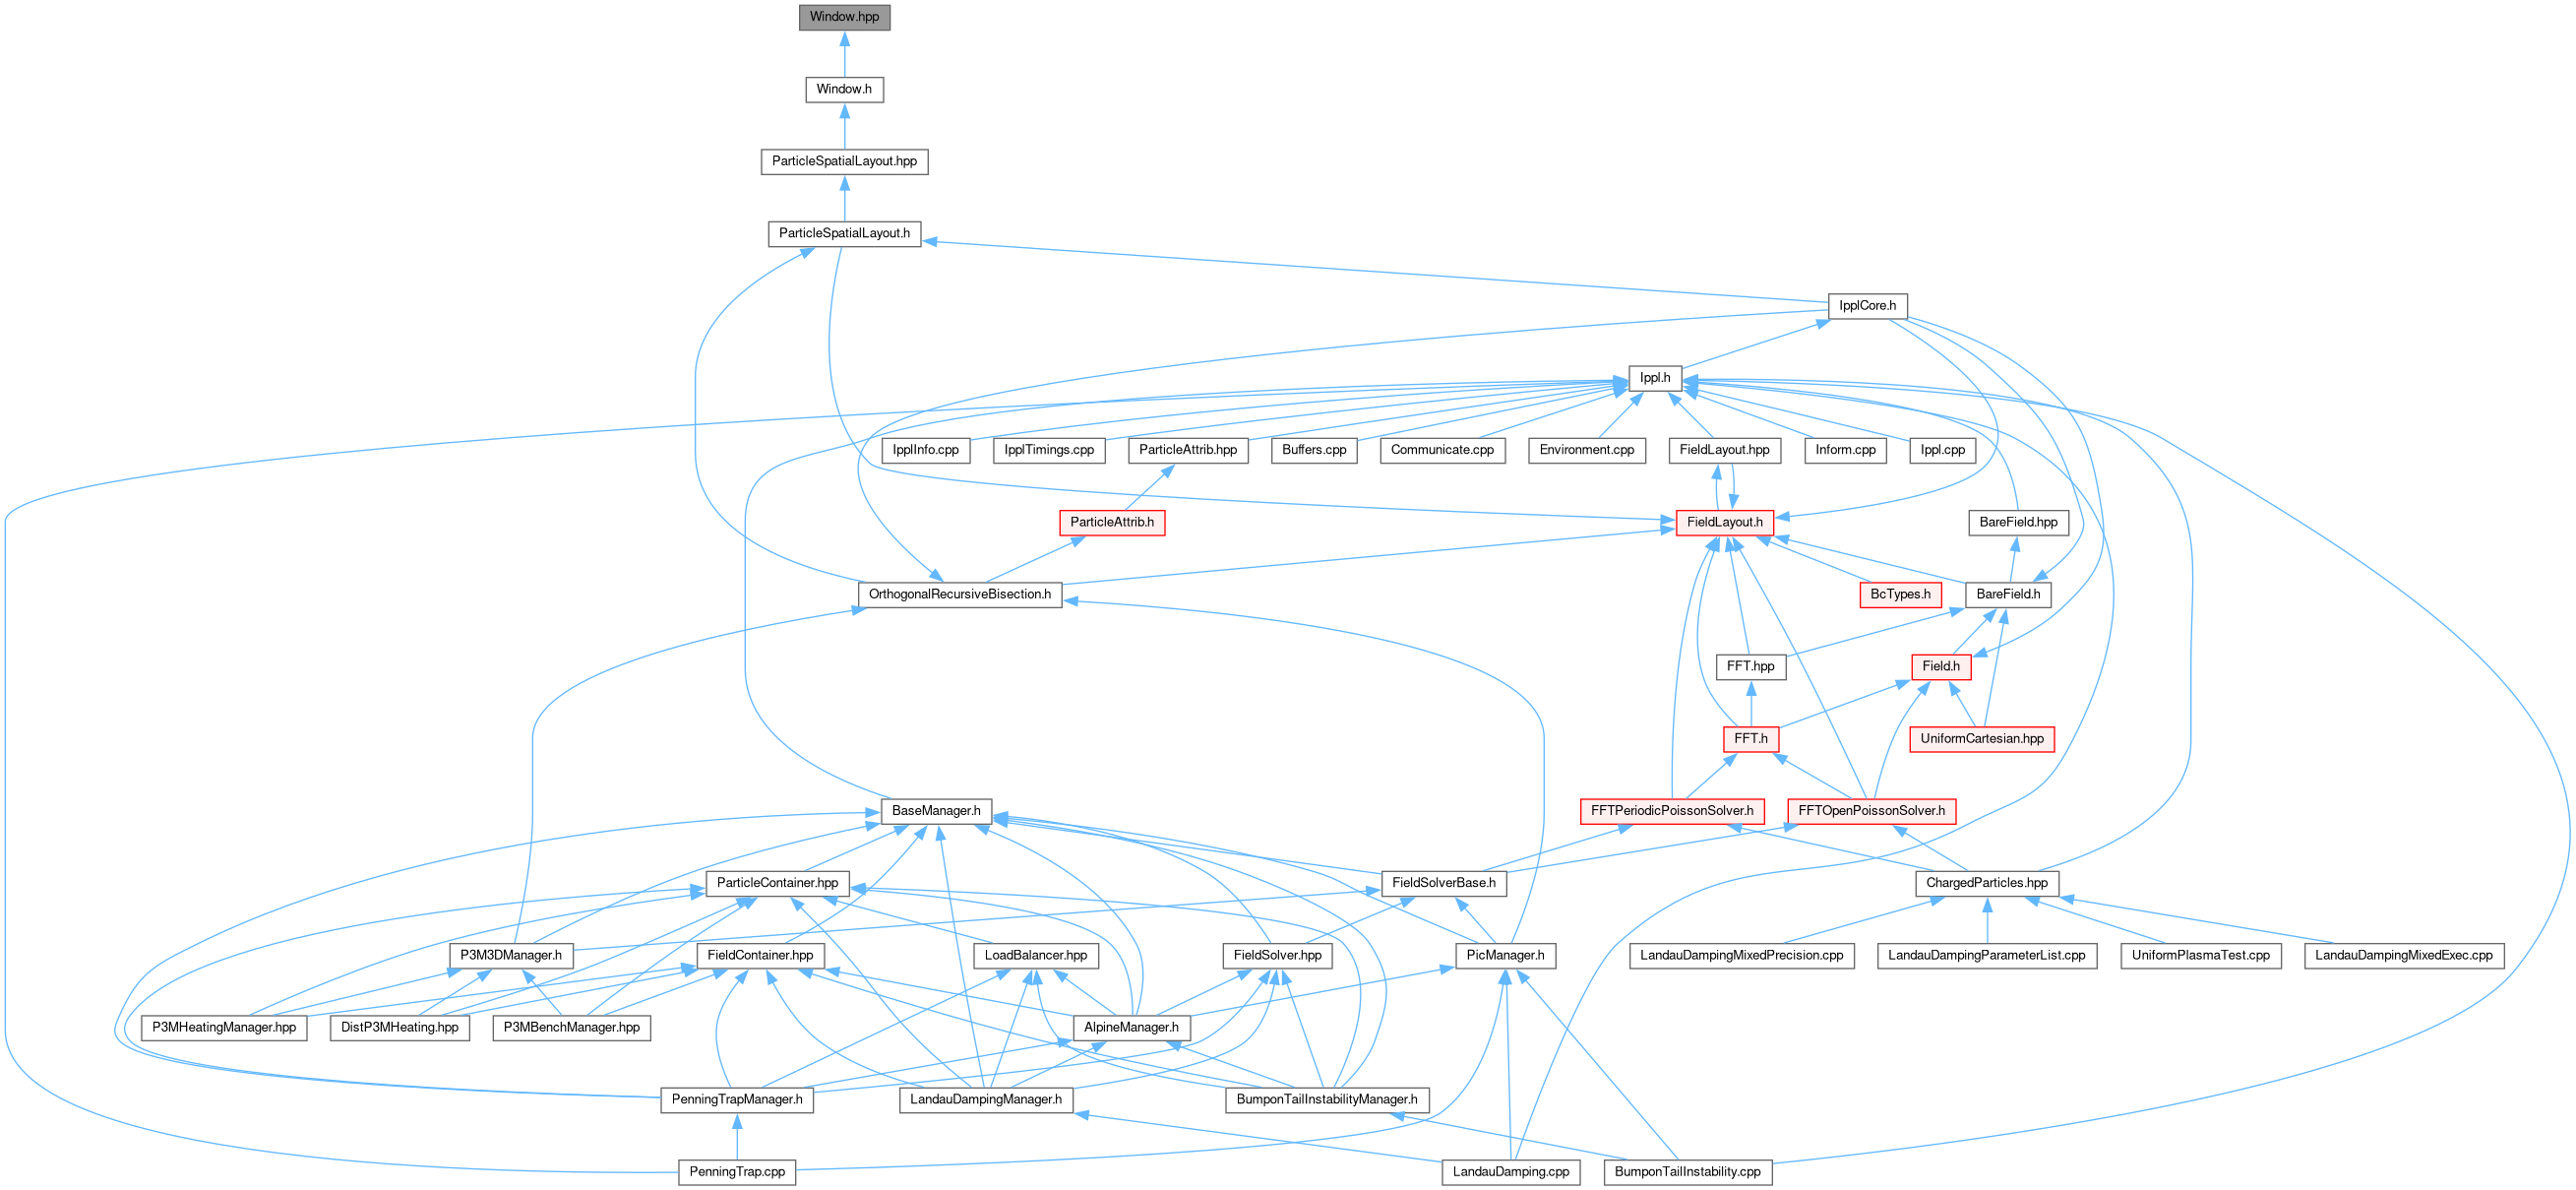 Window.hpp
Window.h
ParticleSpatialLayout.hpp
ParticleSpatialLayout.h
IpplCore.h
Ippl.h
IpplInfo.cpp
IpplTimings.cpp
ParticleAttrib.hpp
Buffers.cpp
Communicate.cpp
Environment.cpp
FieldLayout.hpp
Inform.cpp
Ippl.cpp
ParticleAttrib.h
FieldLayout.h
BareField.hpp
OrthogonalRecursiveBisection.h
BcTypes.h
BareField.h
FFT.hpp
Field.h
FFT.h
UniformCartesian.hpp
BaseManager.h
FFTPeriodicPoissonSolver.h
FFTOpenPoissonSolver.h
ParticleContainer.hpp
FieldSolverBase.h
ChargedParticles.hpp
P3M3DManager.h
FieldContainer.hpp
LoadBalancer.hpp
FieldSolver.hpp
PicManager.h
LandauDampingMixedPrecision.cpp
LandauDampingParameterList.cpp
UniformPlasmaTest.cpp
LandauDampingMixedExec.cpp
P3MHeatingManager.hpp
DistP3MHeating.hpp
P3MBenchManager.hpp
AlpineManager.h
PenningTrapManager.h
LandauDampingManager.h
BumponTailInstabilityManager.h
PenningTrap.cpp
LandauDamping.cpp
BumponTailInstability.cpp